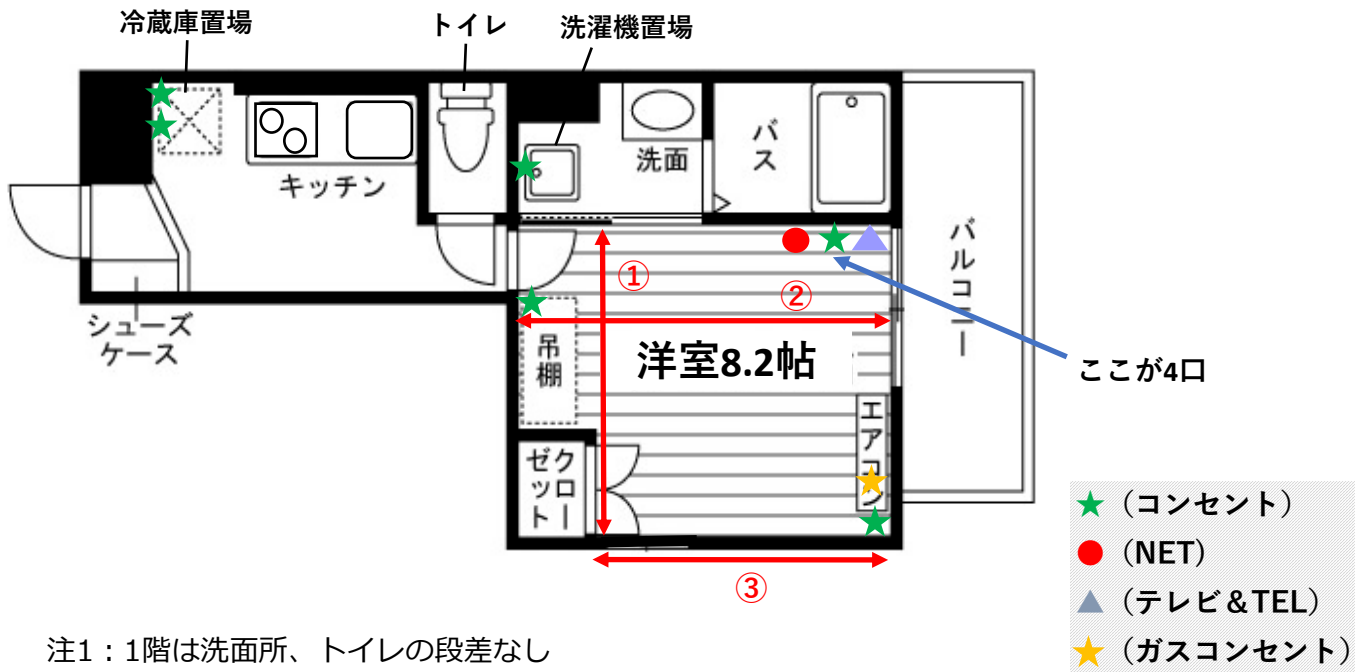 冷蔵庫置場
トイレ
洗濯機置場
キッチン
洗面
バス
バルコニー
シューズ
ケース
①
②
吊棚
洋室8.2帖
ここが4口
エアコン
クロー
ゼット
③
★（コンセント）
●（NET）
▲（テレビ＆TEL）
★（ガスコンセント）
注1：1階は洗面所、トイレの段差なし